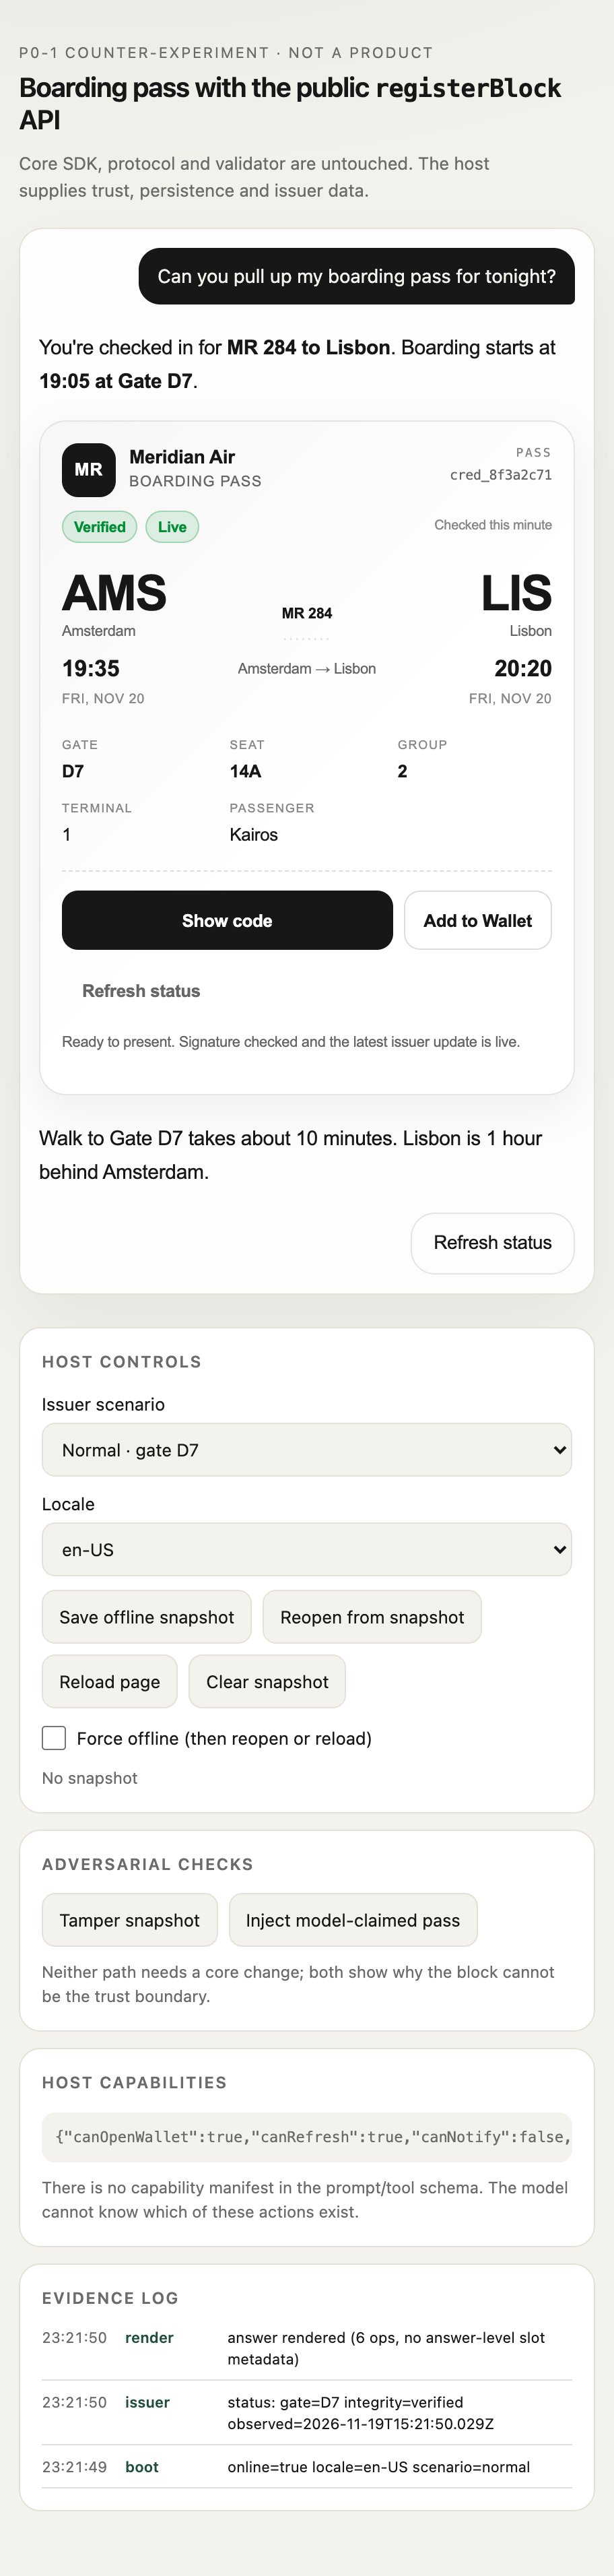 P0-1 COUNTER-EXPERIMENT · NOT A PRODUCT
Boarding pass with the public registerBlock
API
Core SDK, protocol and validator are untouched. The host
supplies trust, persistence and issuer data.
Can you pull up my boarding pass for tonight?
You're checked in for MR 284 to Lisbon. Boarding starts at
19:05 at Gate D7.
MR
Meridian Air
BOARDING PASS
PASS
cred_8f3a2c71
Verified
Live
Checked this minute
AMS
Amsterdam
19:35
FRI, NOV 20
MR 284
Amsterdam → Lisbon
LIS
Lisbon
20:20
FRI, NOV 20
GATE
D7
SEAT
14A
GROUP
2
TERMINAL
1
PASSENGER
Kairos
Show code
Add to Wallet
Refresh status
Ready to present. Signature checked and the latest issuer update is live.
Walk to Gate D7 takes about 10 minutes. Lisbon is 1 hour
behind Amsterdam.
Refresh status
HOST CONTROLS
Issuer scenario
Normal · gate D7
Locale
en-US
Save offline snapshot
Reopen from snapshot
Reload page
Clear snapshot
Force offline (then reopen or reload)
No snapshot
ADVERSARIAL CHECKS
Tamper snapshot
Inject model-claimed pass
Neither path needs a core change; both show why the block cannot
be the trust boundary.
HOST CAPABILITIES
{"canOpenWallet":true,"canRefresh":true,"canNotify":false,
There is no capability manifest in the prompt/tool schema. The model
cannot know which of these actions exist.
EVIDENCE LOG
23:21:50 render answer rendered (6 ops, no answer-level slot
metadata)
23:21:50 issuer status: gate=D7 integrity=verified
observed=2026-11-19T15:21:50.029Z
23:21:49 boot online=true locale=en-US scenario=normal